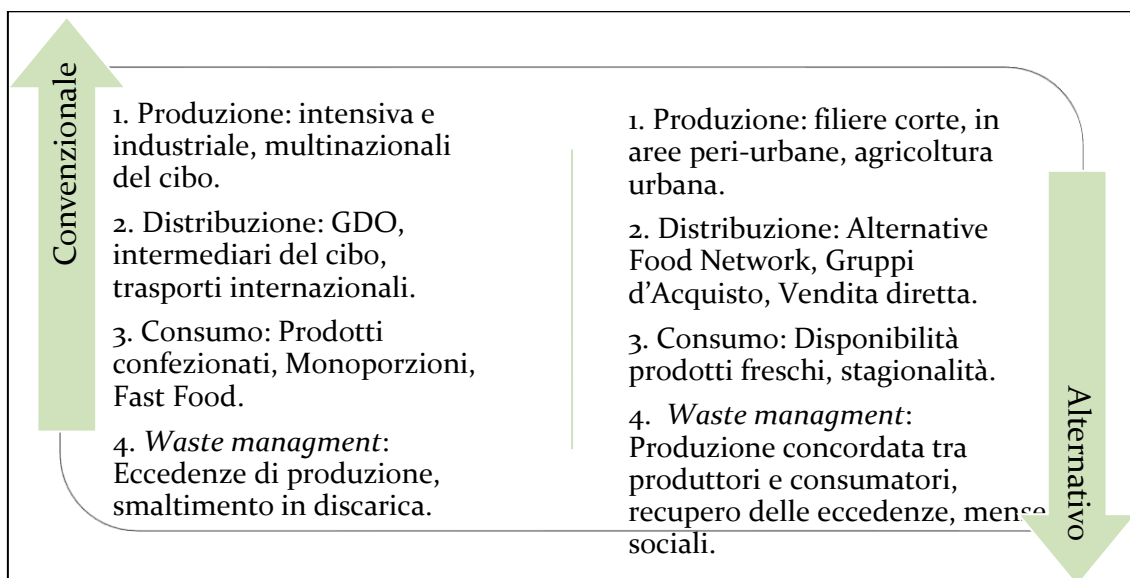 Convenzionale
1. Produzione: intensiva e
industriale, multinazionali
del cibo.
2. Distribuzione: GDO,
intermediari del cibo,
trasporti internazionali.
3. Consumo: Prodotti
confezionati, Monoporzioni,
Fast Food.
4. Waste managment:
Eccedenze di produzione,
smaltimento in discarica.
1. Produzione: filiere corte, in
aree peri-urbane, agricoltura
urbana.
2. Distribuzione: Alternative
Food Network, Gruppi
d’Acquisto, Vendita diretta.
3. Consumo: Disponibilità
prodotti freschi, stagionalità.
4. Waste managment:
Produzione concordata tra
produttori e consumatori,
recupero delle eccedenze, mense
sociali.
Alternativo